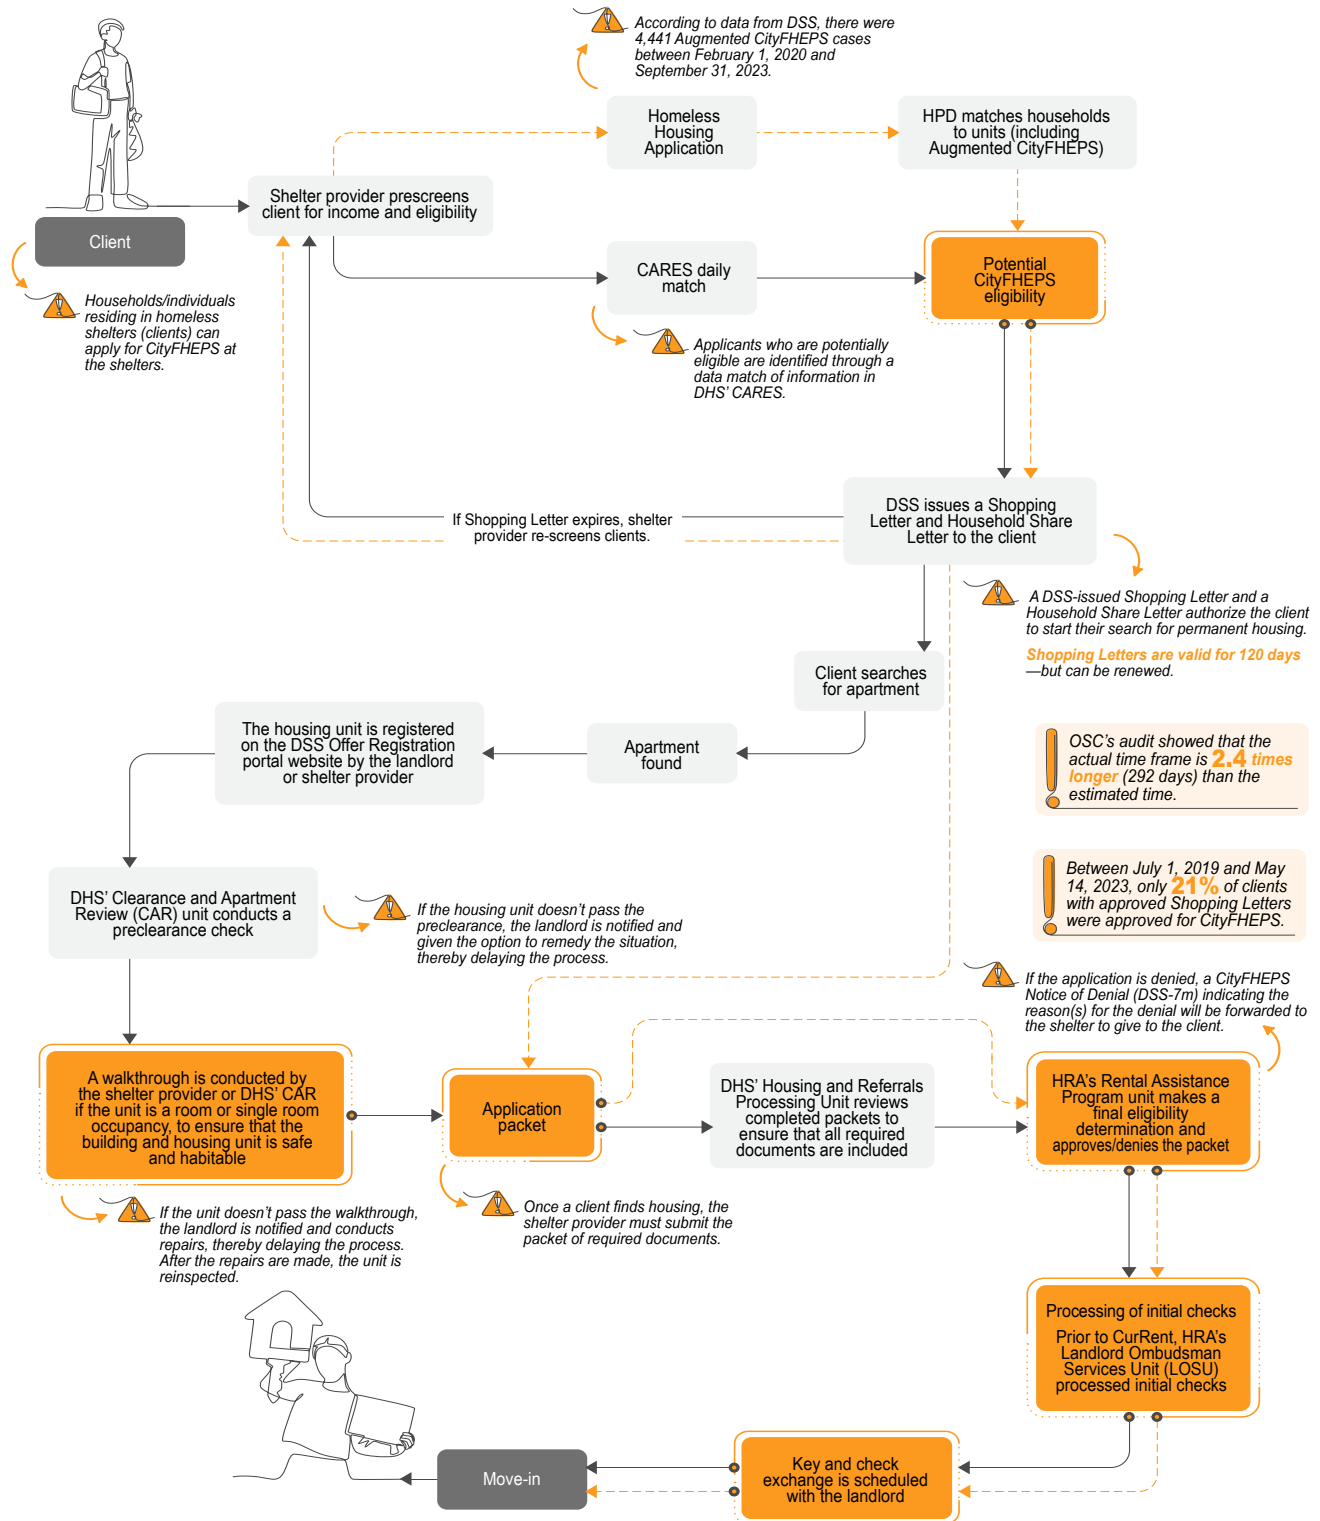 According to data from DSS, there were
4,441 Augmented CityFHEPS cases
between February 1, 2020 and
September 31, 2023.
Homeless
Housing
Application
HPD matches households
to units (including
Augmented CityFHEPS)
Shelter provider prescreens
client for income and eligibility
Client
CARES daily
match
Potential
CityFHEPS
eligibility
Households/individuals
residing in homeless
shelters (clients) can
apply for CityFHEPS at
the shelters.
Applicants who are potentially
eligible are identified through a
data match of information in
DHS' CARES.
DSS issues a Shopping
Letter and Household Share
Letter to the client
If Shopping Letter expires, shelter
provider re-screens clients.
A DSS-issued Shopping Letter and a
Household Share Letter authorize the client
to start their search for permanent housing.
Shopping Letters are valid for 120 days
—but can be renewed.
Client searches
for apartment
The housing unit is registered
on the DSS Offer Registration
portal website by the landlord
or shelter provider
Apartment
found
OSC's audit showed that the
actual time frame is 2.4 times
longer (292 days) than the
estimated time.
Between July 1, 2019 and May
14, 2023, only 21% of clients
with approved Shopping Letters
were approved for CityFHEPS.
DHS' Clearance and Apartment
Review (CAR) unit conducts a
preclearance check
If the housing unit doesn't pass the
preclearance, the landlord is notified and
given the option to remedy the situation,
thereby delaying the process.
If the application is denied, a CityFHEPS
Notice of Denial (DSS-7m) indicating the
reason(s) for the denial will be forwarded to
the shelter to give to the client.
A walkthrough is conducted by
the shelter provider or DHS' CAR
if the unit is a room or single room
occupancy, to ensure that the
building and housing unit is safe
and habitable
Application
packet
DHS' Housing and Referrals
Processing Unit reviews
completed packets to
ensure that all required
documents are included
HRA's Rental Assistance
Program unit makes a
final eligibility
determination and
approves/denies the packet
If the unit doesn't pass the walkthrough,
the landlord is notified and conducts
repairs, thereby delaying the process.
After the repairs are made, the unit is
reinspected.
Once a client finds housing, the
shelter provider must submit the
packet of required documents.
Processing of initial checks
Prior to CurRent, HRA's
Landlord Ombudsman
Services Unit (LOSU)
processed initial checks
Key and check
exchange is scheduled
with the landlord
Move-in